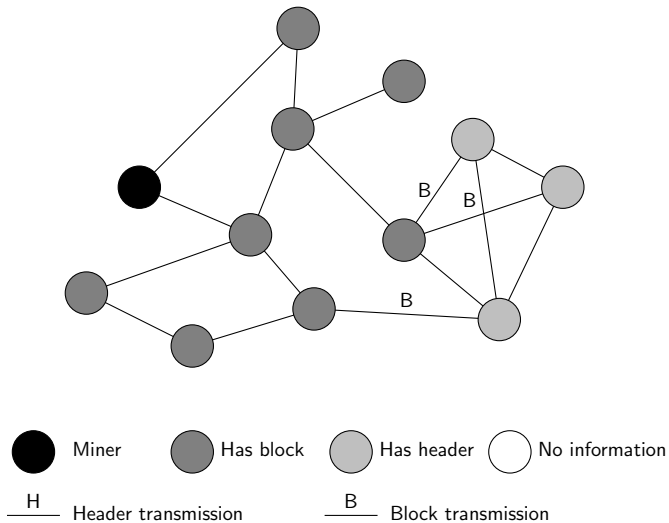 B
B
B
Miner
Has block
Has header
No information
H
Header transmission
B
Block transmission